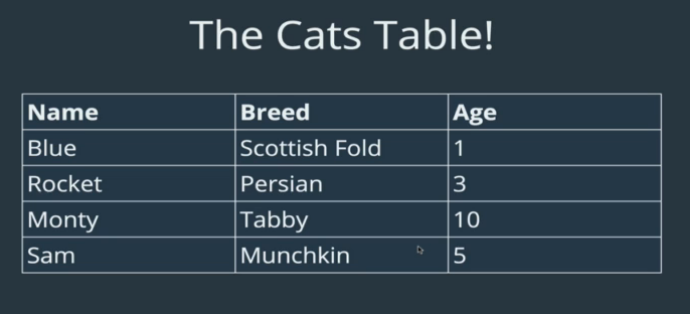 The Cats Table!
Name Breed Age
Blue Scottish Fold 1
Rocket Persian 3
Monty Tabby 10
Sam Munchkin 5